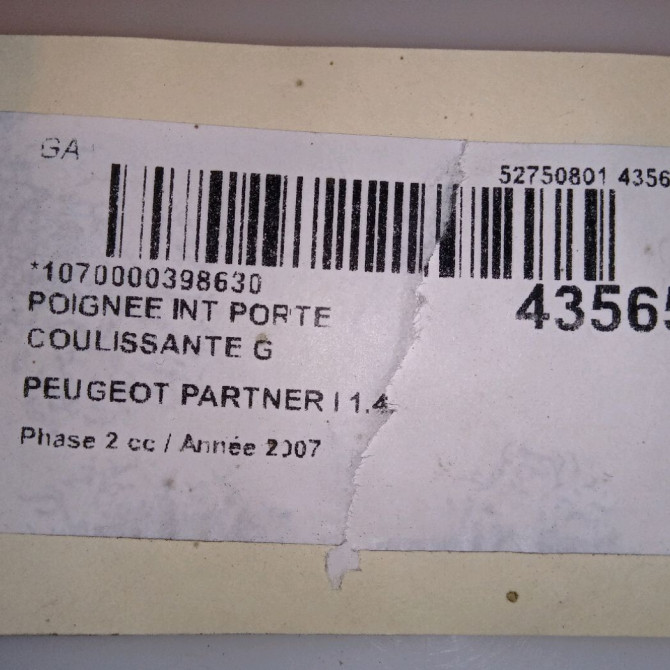 GA
52750801 4356
*1070000398630
43565
POIGNEE INT PORTE
COULISSANTE G
PEUGEOT PARTNER I 1.4
Phase 2 cc / Année 2007